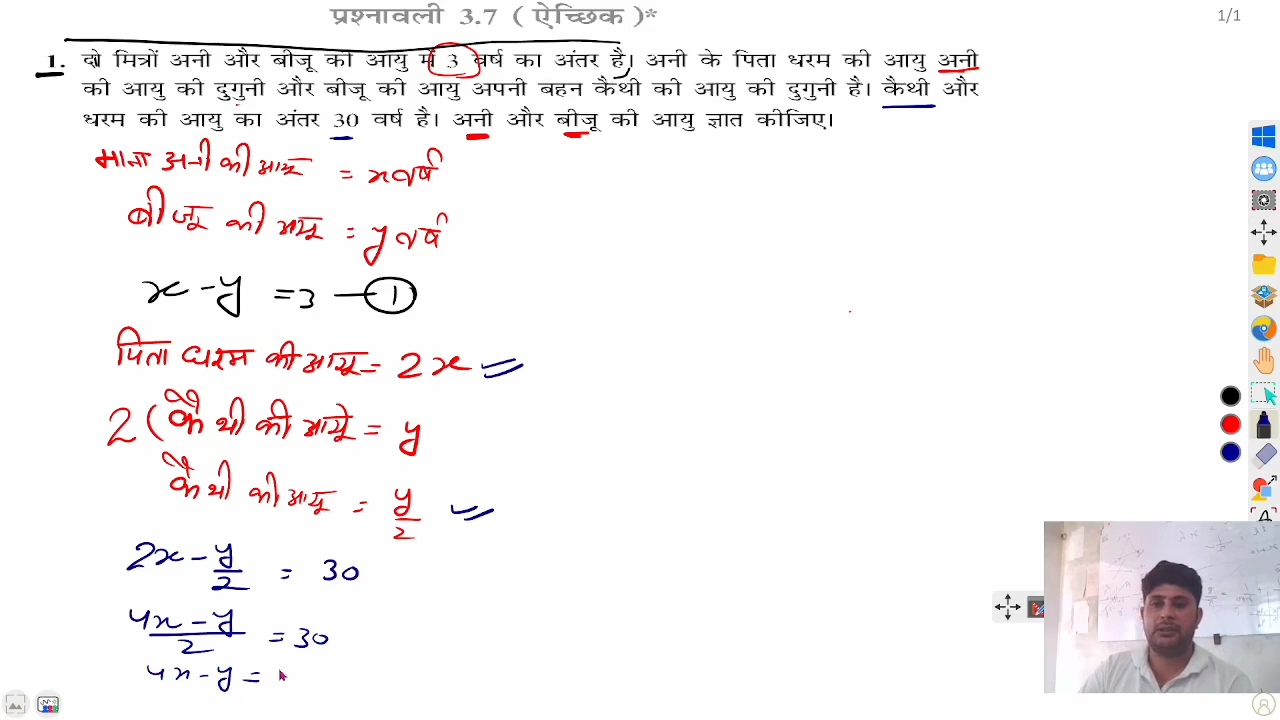 प्रश्नावली 3.7 ( ऐच्छिक )*
1/1
1. दो मित्रों अनी और बीजू की आयु में 3 वर्ष का अंतर है। अनी के पिता धरम की आयु अनी
की आयु की दुगुनी और बीजू की आयु अपनी बहन कैथी की आयु की दुगुनी है। कैथी और
धरम की आयु का अंतर 30 वर्ष है। अनी और बीजू की आयु ज्ञात कीजिए।
माना अनी की आयु = x वर्ष
बीजू की आयु = y वर्ष
x - y = 3 — 1
पिता धरम की आयु = 2x
2 ( कैथी की आयु = y
कैथी की आयु = y/2
2x - y/2 = 30
4x - y/2 = 30
4x - y =